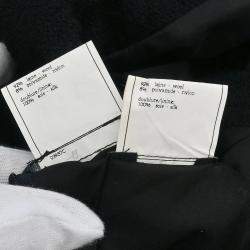 92% laine - wool
8% polyamide - nylon
doublure/lining:
100% soie - silk
92% laine - wool
8% polyamide - nylon
doublure/lining:
100% soie - silk